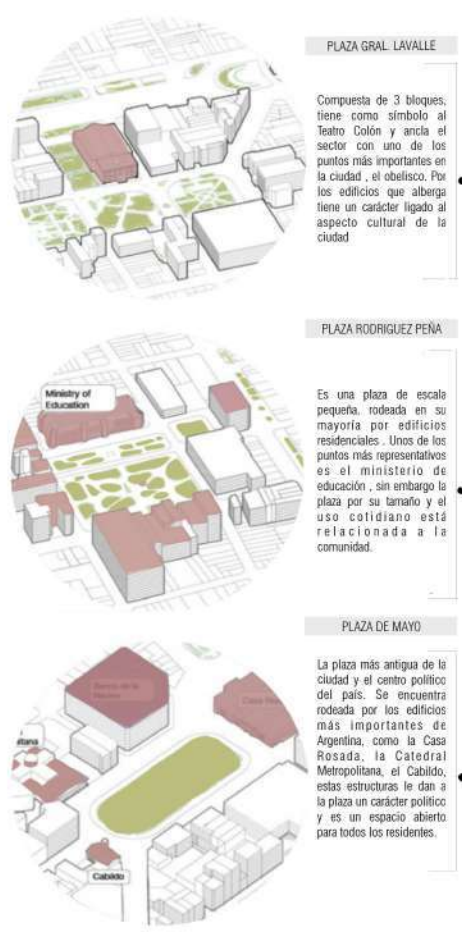 PLAZA GRAL. LAVALLE
Compuesta de 3 bloques,
tiene como símbolo al
Teatro Colón y ancla el
sector con uno de los
puntos más importantes en
la ciudad , el obelisco. Por
los edificios que alberga
tiene un carácter ligado al
aspecto cultural de la
ciudad
PLAZA RODRIGUEZ PEÑA
Ministry of
Education
Es una plaza de escala
pequeña, rodeada en su
mayoría por edificios
residenciales . Unos de los
puntos más representativos
es el ministerio de
educación , sin embargo la
plaza por su tamaño y el
uso cotidiano está
relacionada a la
comunidad.
PLAZA DE MAYO
Cabildo
La plaza más antigua de la
ciudad y el centro político
del país. Se encuentra
rodeada por los edificios
más importantes de
Argentina, como la Casa
Rosada, la Catedral
Metropolitana, el Cabildo,
estas estructuras le dan a
la plaza un carácter político
y es un espacio abierto
para todos los residentes.